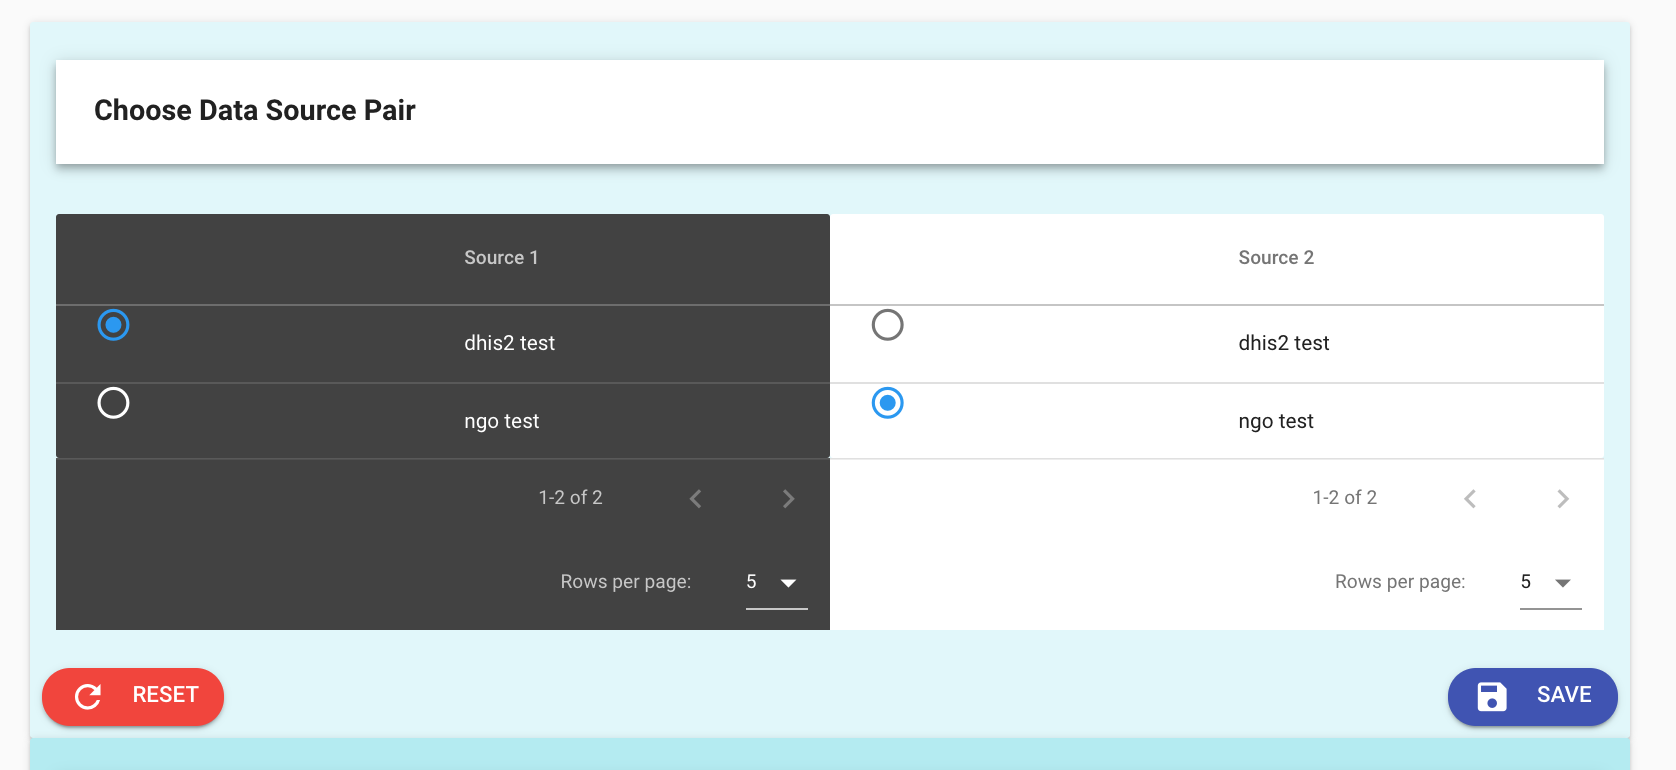 Choose Data Source Pair
Source 1 Source 2
dhis2 test dhis2 test
ngo test ngo test
1-2 of 2 1-2 of 2
Rows per page: 5 Rows per page: 5
RESET SAVE